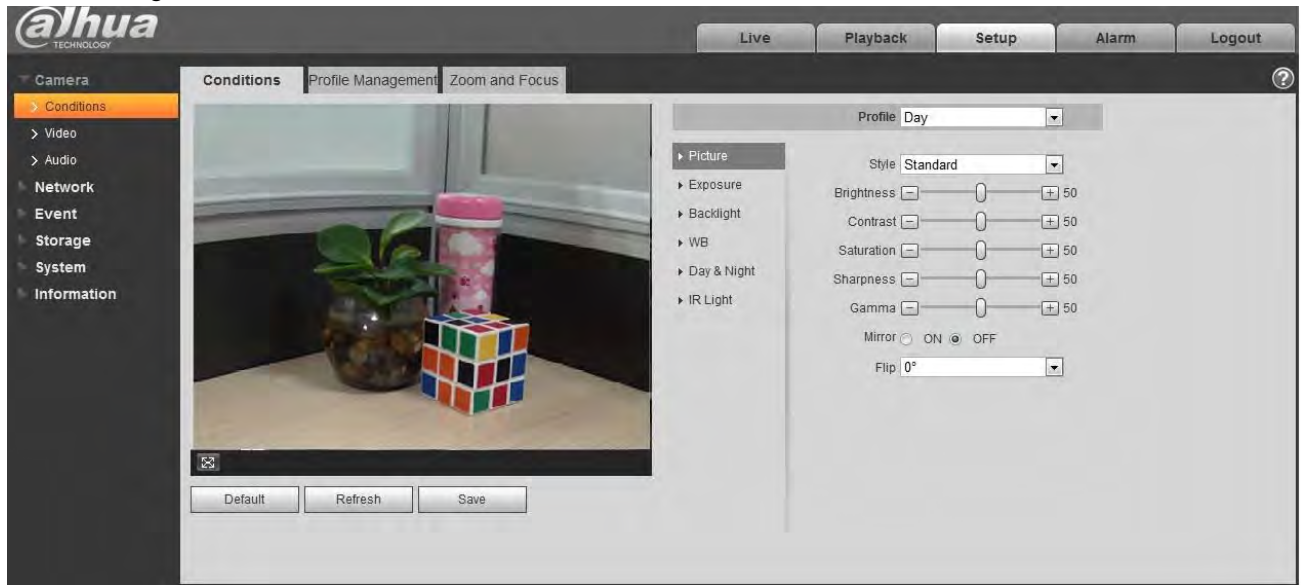 alhua
TECHNOLOGY
Live
Playback
Setup
Alarm
Logout
Camera
Conditions
Video
Audio
Network
Event
Storage
System
Information
Conditions
Profile Management
Zoom and Focus
?
Profile Day
Picture
Exposure
Backlight
WB
Day & Night
IR Light
Style Standard
Brightness 50
Contrast 50
Saturation 50
Sharpness 50
Gamma 50
Mirror ON OFF
Flip 0°
Default
Refresh
Save